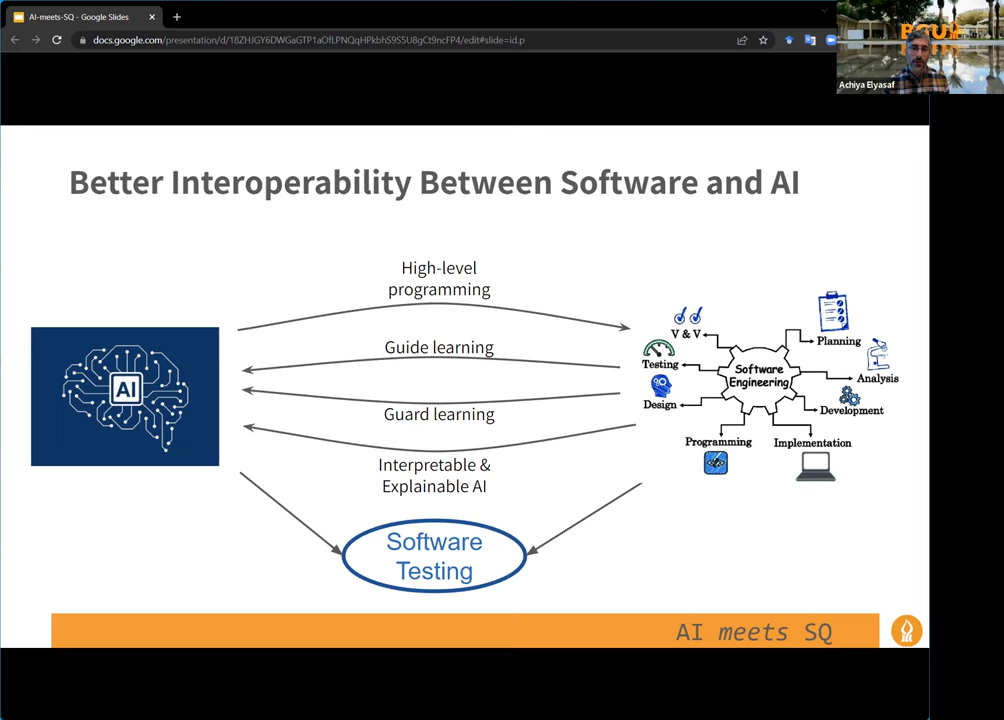 AI-meets-SQ - Google Slides
docs.google.com/presentation/d/18ZHJGY6DWGaGTP1aOfLPNQqHPkbhS9S5U8gCt9ncFP4/edit#slide=id.p
Achiya Elyasaf
Better Interoperability Between Software and AI
High-level
programming
Guide learning
Guard learning
Interpretable &
Explainable AI
AI
V & V
Planning
Testing
Software
Engineering
Analysis
Design
Development
Programming
Implementation
Software
Testing
AI meets SQ